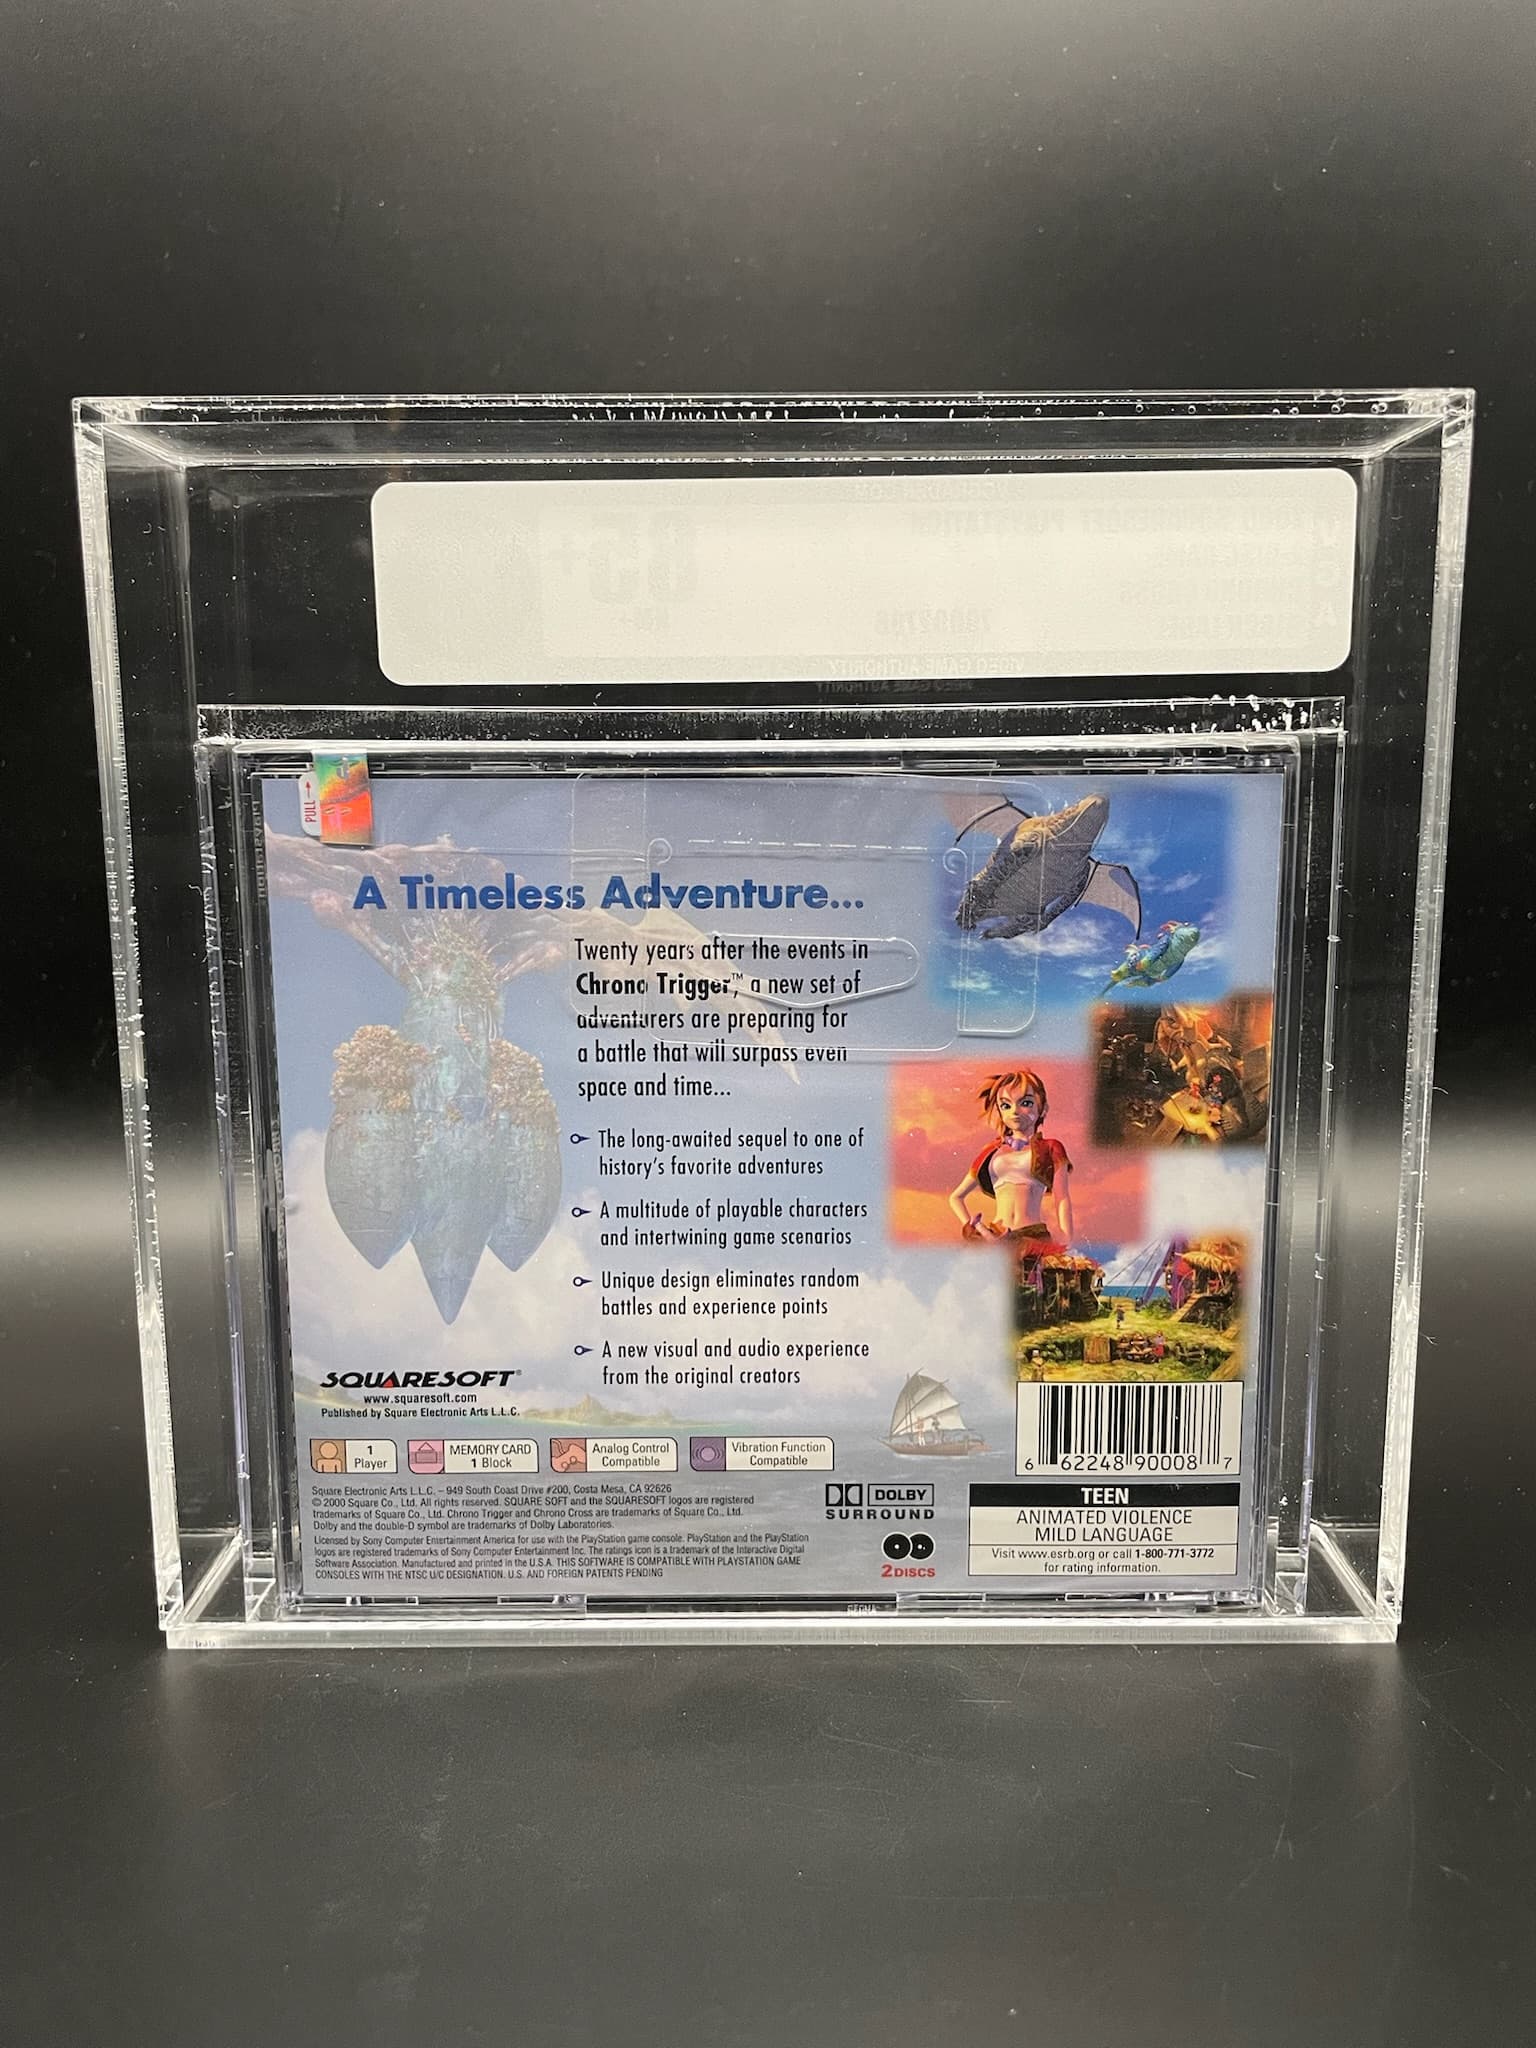 PULL→
A Timeless Adventure...
Twenty years after the events in
Chrono Trigger,™ a new set of
adventurers are preparing for
a battle that will surpass even
space and time...
The long-awaited sequel to one of
history's favorite adventures
A multitude of playable characters
and intertwining game scenarios
Unique design eliminates random
battles and experience points
A new visual and audio experience
from the original creators
SQUARESOFT®
www.squaresoft.com
Published by Square Electronic Arts L.L.C.
1
Player
MEMORY CARD
1 Block
Analog Control
Compatible
Vibration Function
Compatible
Square Electronic Arts L.L.C. – 949 South Coast Drive #200, Costa Mesa, CA 92626
© 2000 Square Co., Ltd. All rights reserved. SQUARE SOFT and the SQUARESOFT logos are registered
trademarks of Square Co., Ltd. Chrono Trigger and Chrono Cross are trademarks of Square Co., Ltd.
Dolby and the double-D symbol are trademarks of Dolby Laboratories.
Licensed by Sony Computer Entertainment America for use with the PlayStation game console. PlayStation and the PlayStation
logos are registered trademarks of Sony Computer Entertainment Inc. The ratings icon is a trademark of the Interactive Digital
Software Association. Manufactured and printed in the U.S.A. THIS SOFTWARE IS COMPATIBLE WITH PLAYSTATION GAME
CONSOLES WITH THE NTSC U/C DESIGNATION. U.S. AND FOREIGN PATENTS PENDING
DOLBY
SURROUND
2 DISCS
6 62248 90008 7
TEEN
ANIMATED VIOLENCE
MILD LANGUAGE
Visit www.esrb.org or call 1-800-771-3772
for rating information.